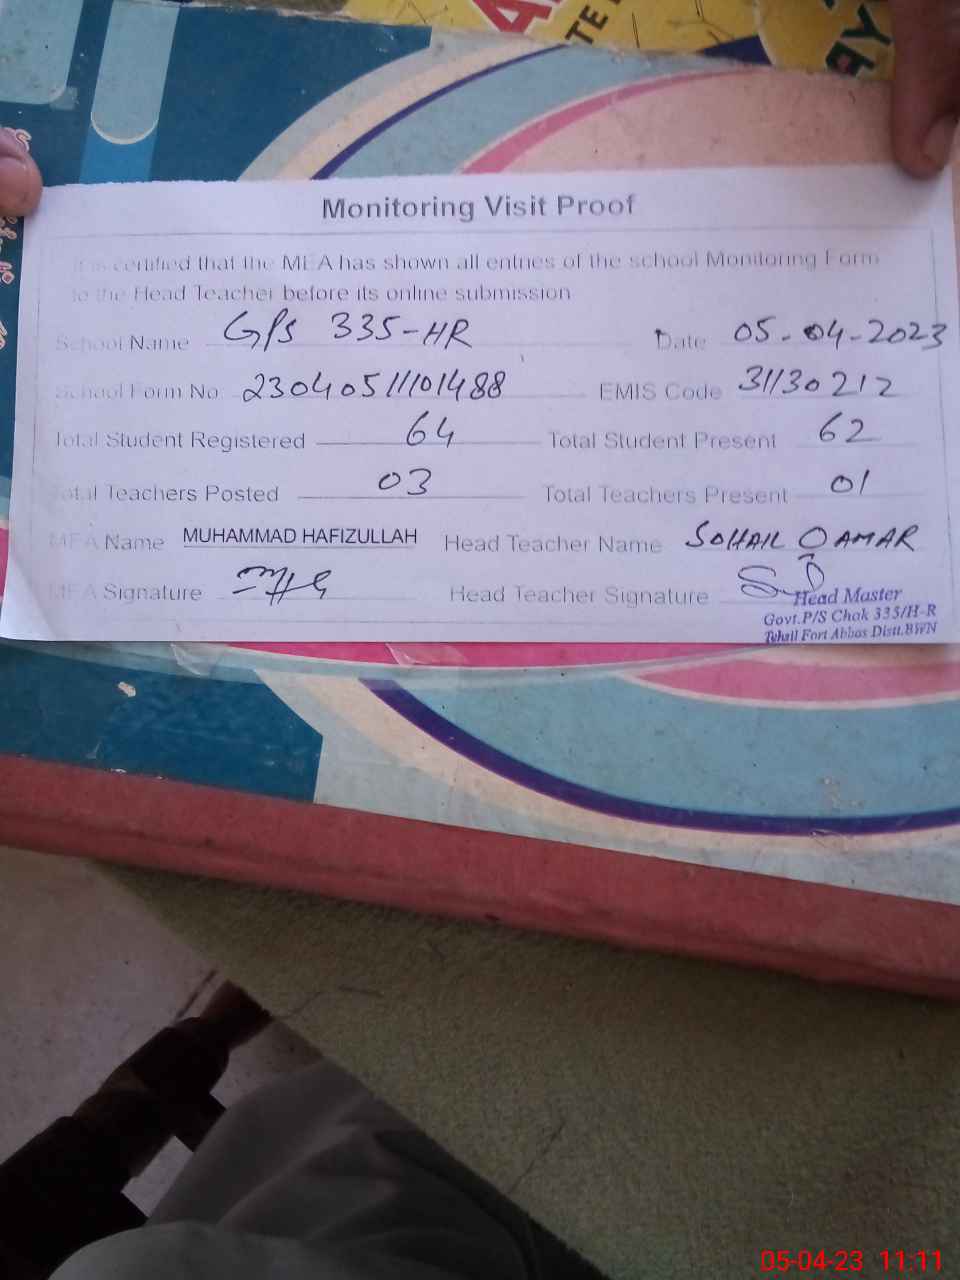 Monitoring Visit Proof
It is certified that the MEA has shown all entries of the school Monitoring Form
to the Head Teacher before its online submission
School Name GPS 335-HR Date 05-04-2023
School Form No 23040511101488 EMIS Code 31130212
Total Student Registered 64 Total Student Present 62
Total Teachers Posted 03 Total Teachers Present 01
MEA Name MUHAMMAD HAFIZULLAH Head Teacher Name SOHAIL QAMAR
MEA Signature Head Teacher Signature
Head Master
Govt.P/S Chak 335/H-R
Tehsil Fort Abbas Distt.BWN
05-04-23 11:11